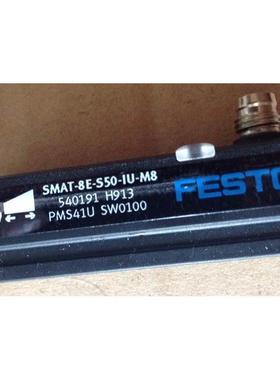 SMAT-8E-S50-IU-M8
540191 H913
PMS41U SW0100
FESTO